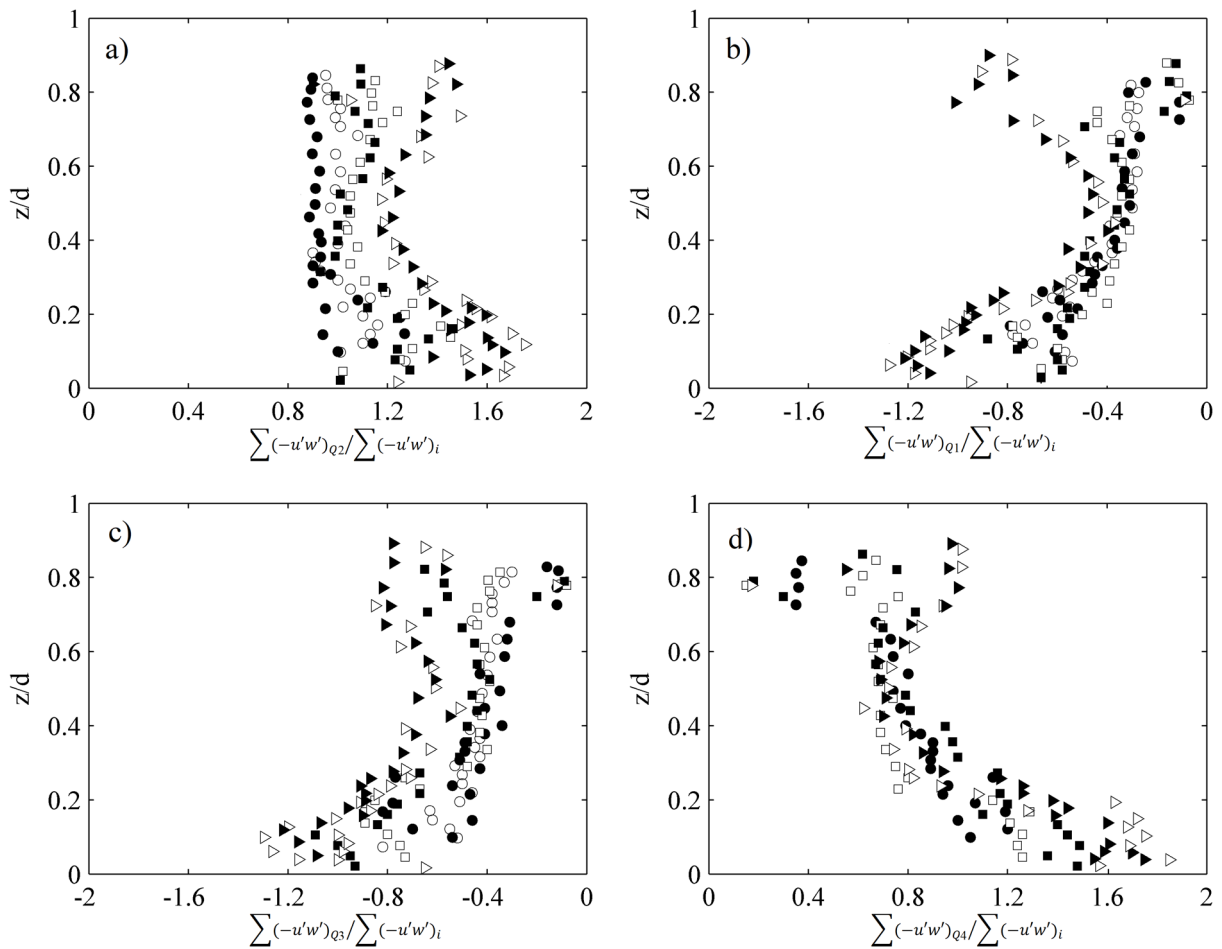 a)
1
0.8
0.6
0.4
0.2
0
z/d
0 0.4 0.8 1.2 1.6 2
∑(−u'w')Q2/∑(−u'w')i
b)
1
0.8
0.6
0.4
0.2
0
z/d
-2 -1.6 -1.2 -0.8 -0.4 0
∑(−u'w')Q1/∑(−u'w')i
c)
1
0.8
0.6
0.4
0.2
0
z/d
-2 -1.6 -1.2 -0.8 -0.4 0
∑(−u'w')Q3/∑(−u'w')i
d)
1
0.8
0.6
0.4
0.2
0
z/d
0 0.4 0.8 1.2 1.6 2
∑(−u'w')Q4/∑(−u'w')i